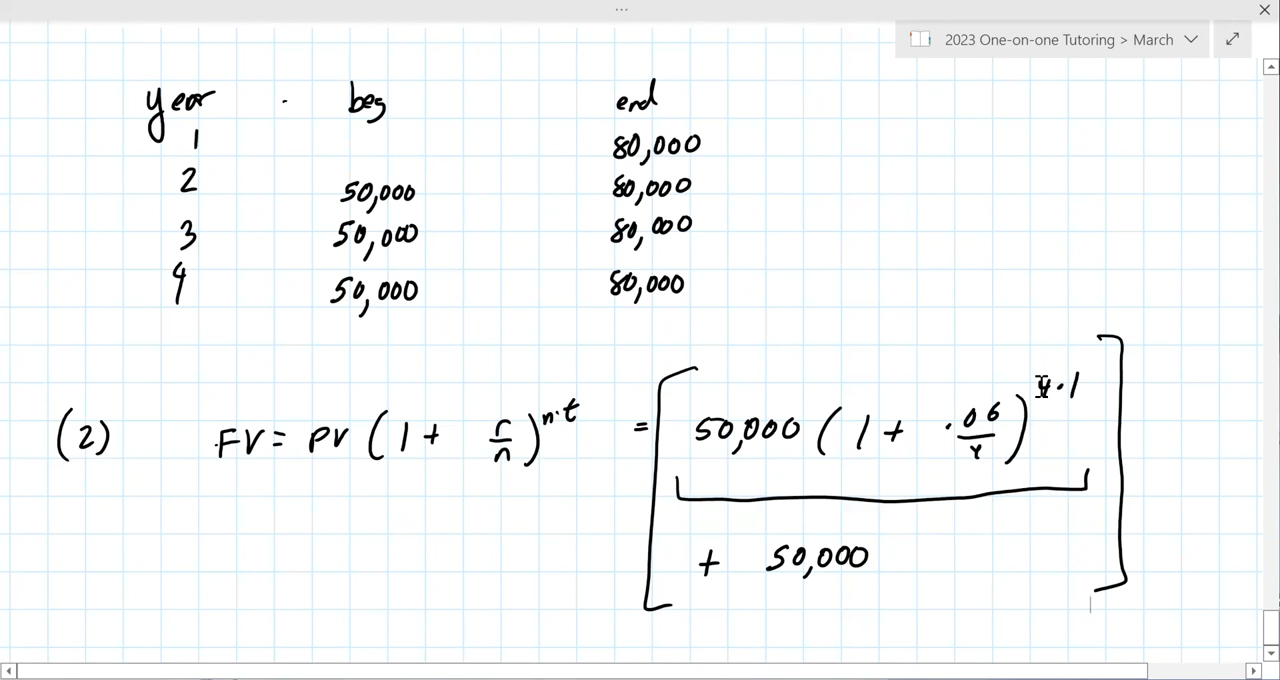 ...
2023 One-on-one Tutoring > March
year . beg end
1 80,000
2 50,000 80,000
3 50,000 80,000
4 50,000 80,000
(2) FV = PV (1 + r/n)^n·t = [50,000 (1 + .06/4)^4·1
+ 50,000]